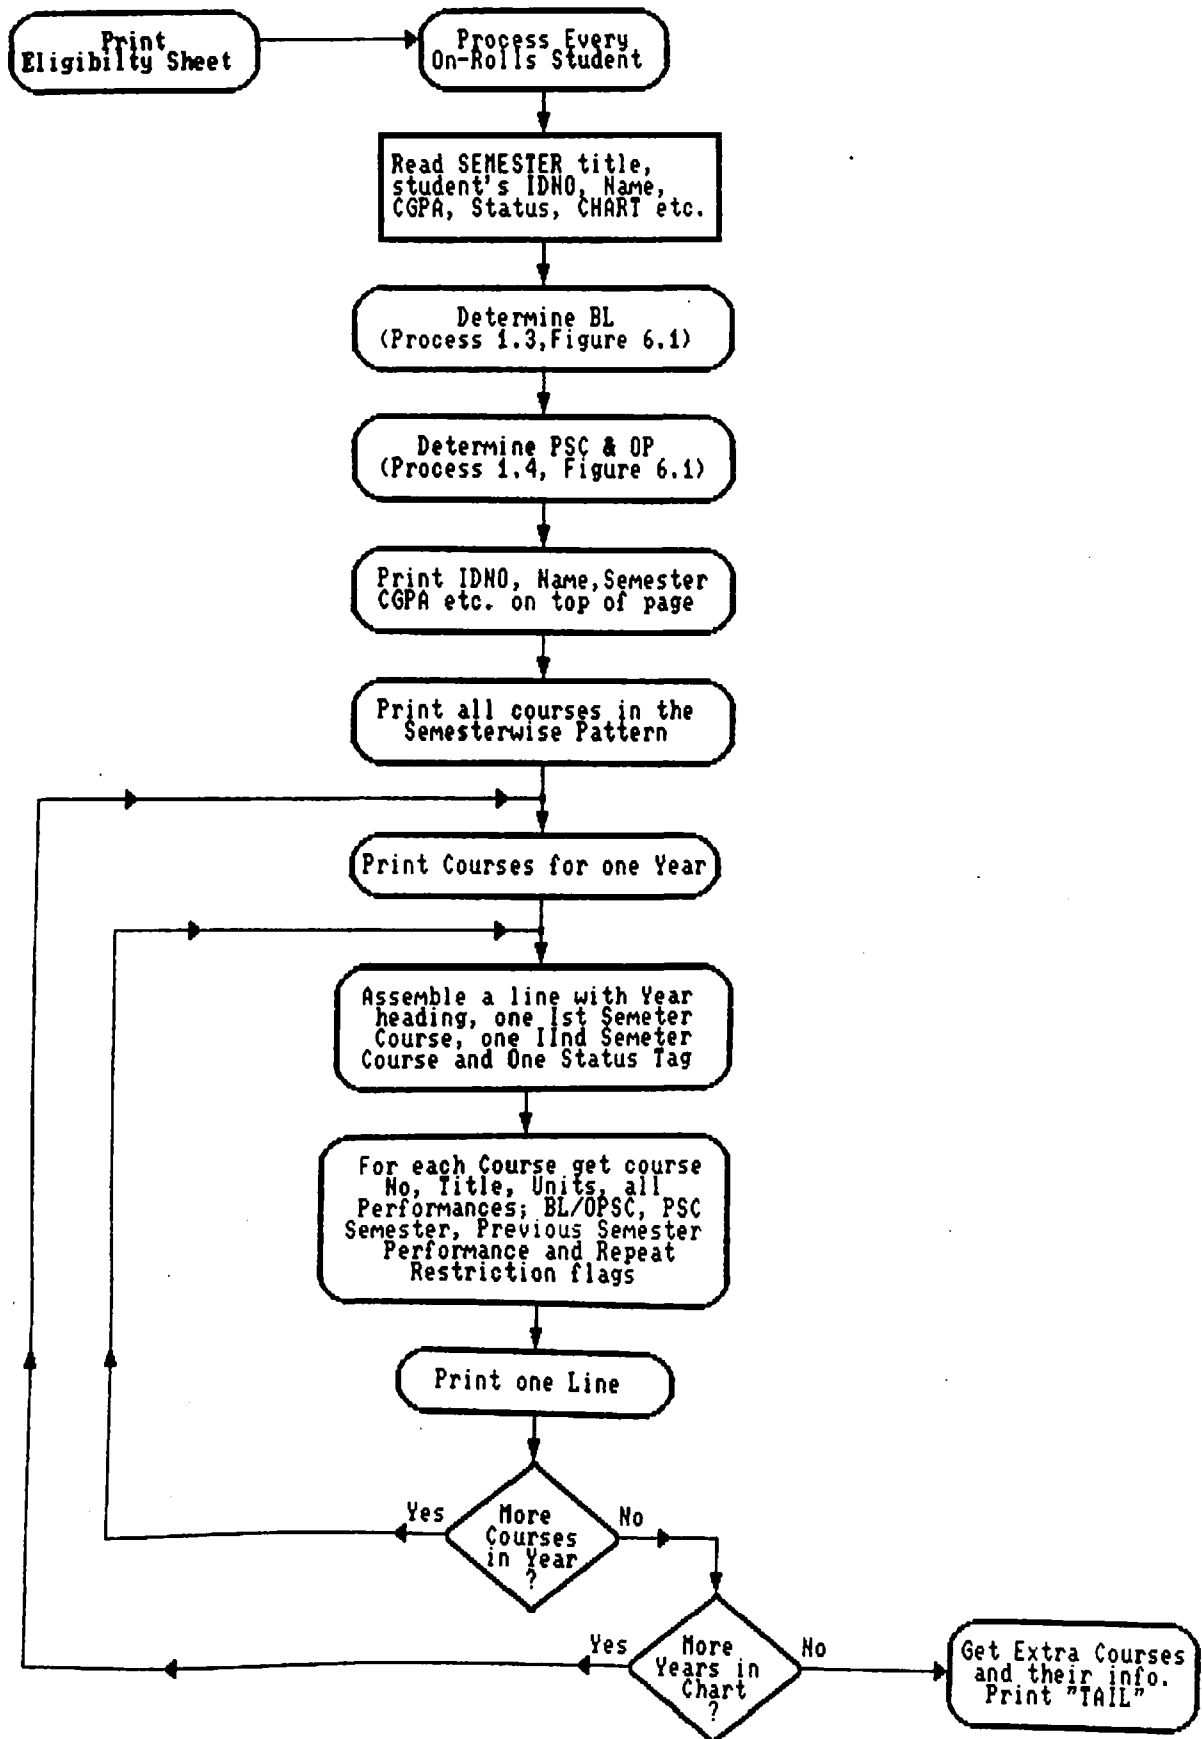 Print
Eligibilty Sheet
Process Every
On-Rolls Student
Read SEMESTER title,
student's IDNO, Name,
CGPA, Status, CHART etc.
Determine BL
(Process 1.3,Figure 6.1)
Determine PSC & OP
(Process 1.4, Figure 6.1)
Print IDNO, Name,Semester
CGPA etc. on top of page
Print all courses in the
Semesterwise Pattern
Print Courses for one Year
Assemble a line with Year
heading, one Ist Semeter
Course, one IInd Semeter
Course and One Status Tag
For each Course get course
No, Title, Units, all
Performances; BL/OPSC, PSC
Semester, Previous Semester
Performance and Repeat
Restriction flags
Print one Line
Yes
More
Courses
in Year
?
No
Yes
More
Years in
Chart
?
No
Get Extra Courses
and their info.
Print "TAIL"